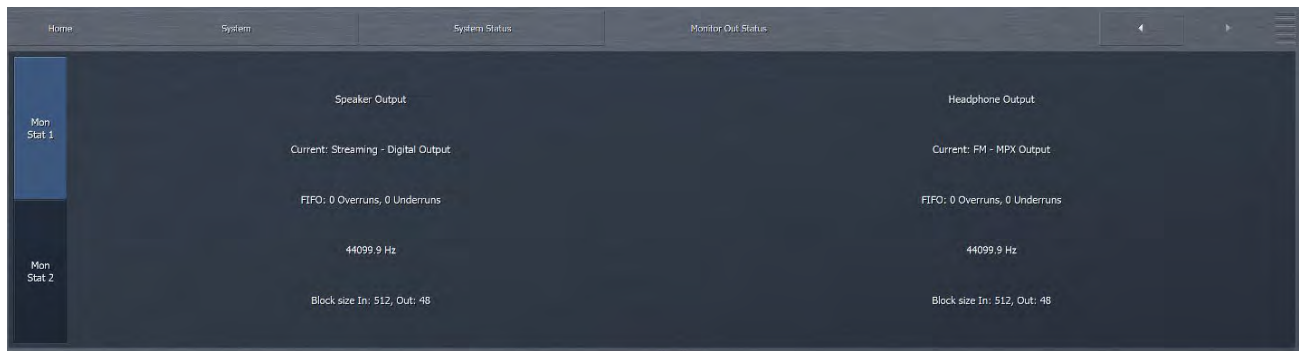 Home System System Status Monitor Out Status
Mon
Stat 1
Mon
Stat 2
Speaker Output
Current: Streaming - Digital Output
FIFO: 0 Overruns, 0 Underruns
44099.9 Hz
Block size In: 512, Out: 48
Headphone Output
Current: FM - MPX Output
FIFO: 0 Overruns, 0 Underruns
44099.9 Hz
Block size In: 512, Out: 48